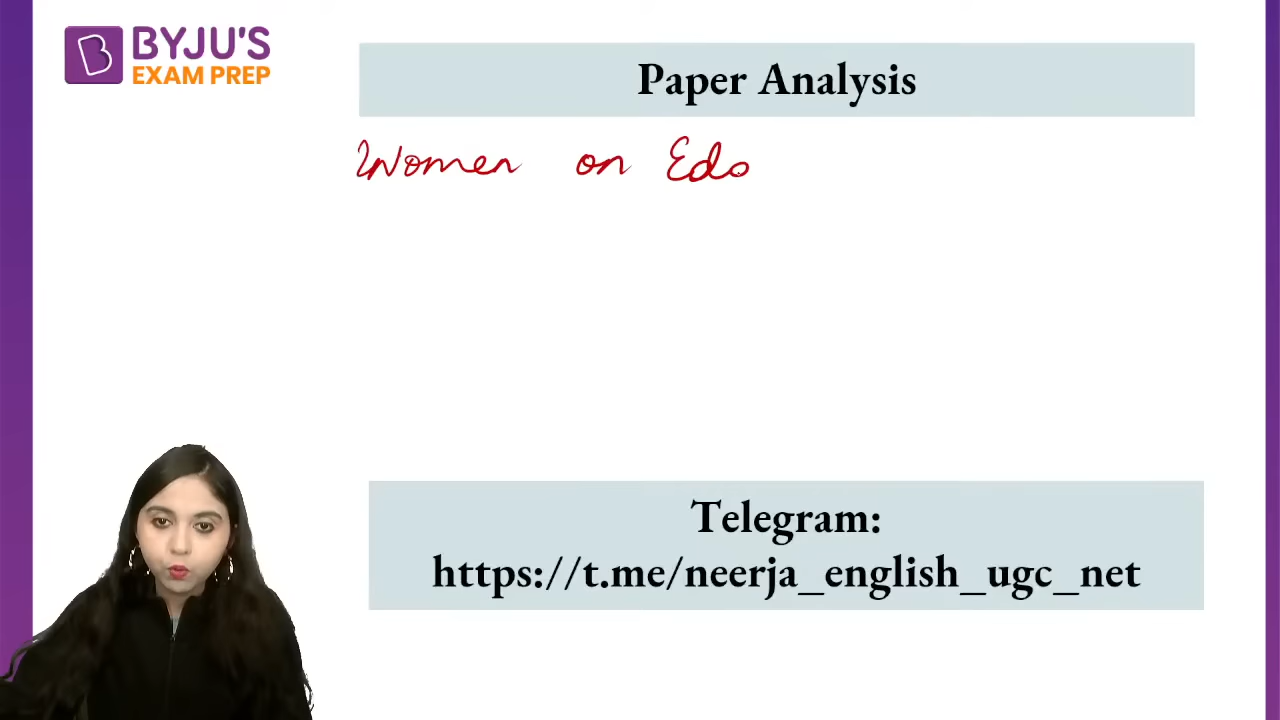 BYJU'S
EXAM PREP
Paper Analysis
Women on Edo
Telegram:
https://t.me/neerja_english_ugc_net